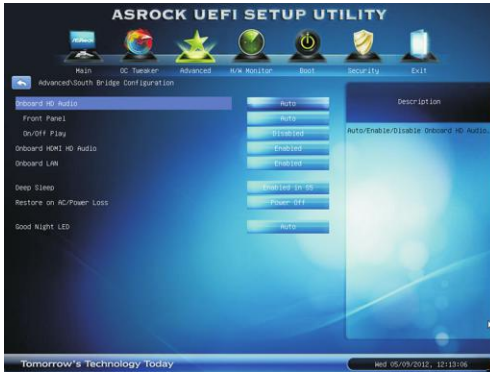 ASROCK UEFI SETUP UTILITY
Main OC Tweaker Advanced H/W Monitor Boot Security Exit
Advanced\South Bridge Configuration
Description
Onboard HD Audio Auto
Front Panel Auto
On/Off Play Disabled
Auto/Enable/Disable Onboard HD Audio.
Onboard HDMI HD Audio Enabled
Onboard LAN Enabled
Deep Sleep Enabled in S5
Restore on AC/Power Loss Power Off
Good Night LED Auto
Tomorrow's Technology Today
Wed 05/09/2012, 12:13:06